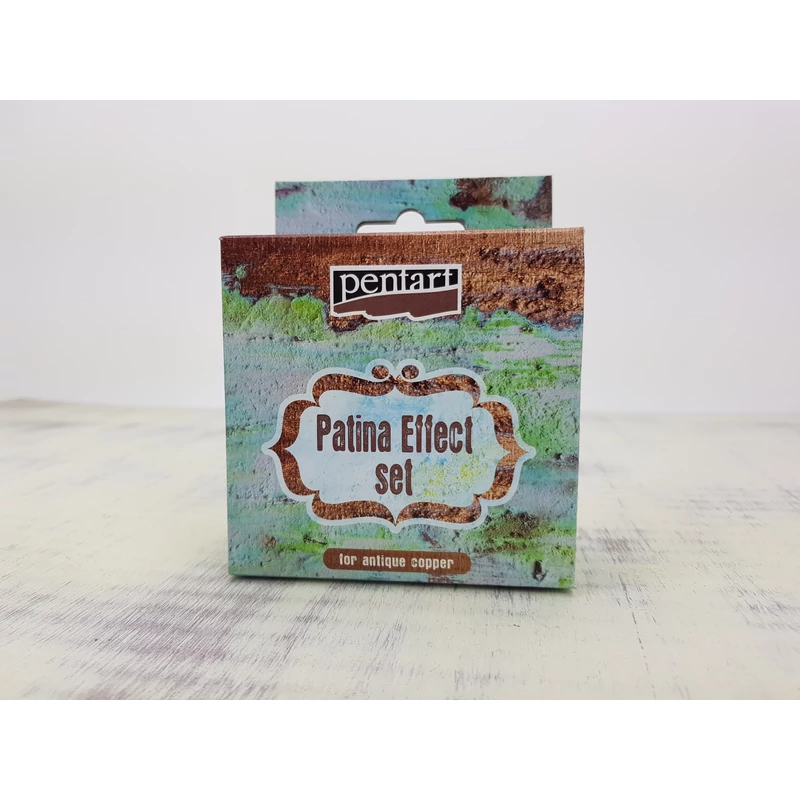 pentart
Patina Effect
set
for antique copper